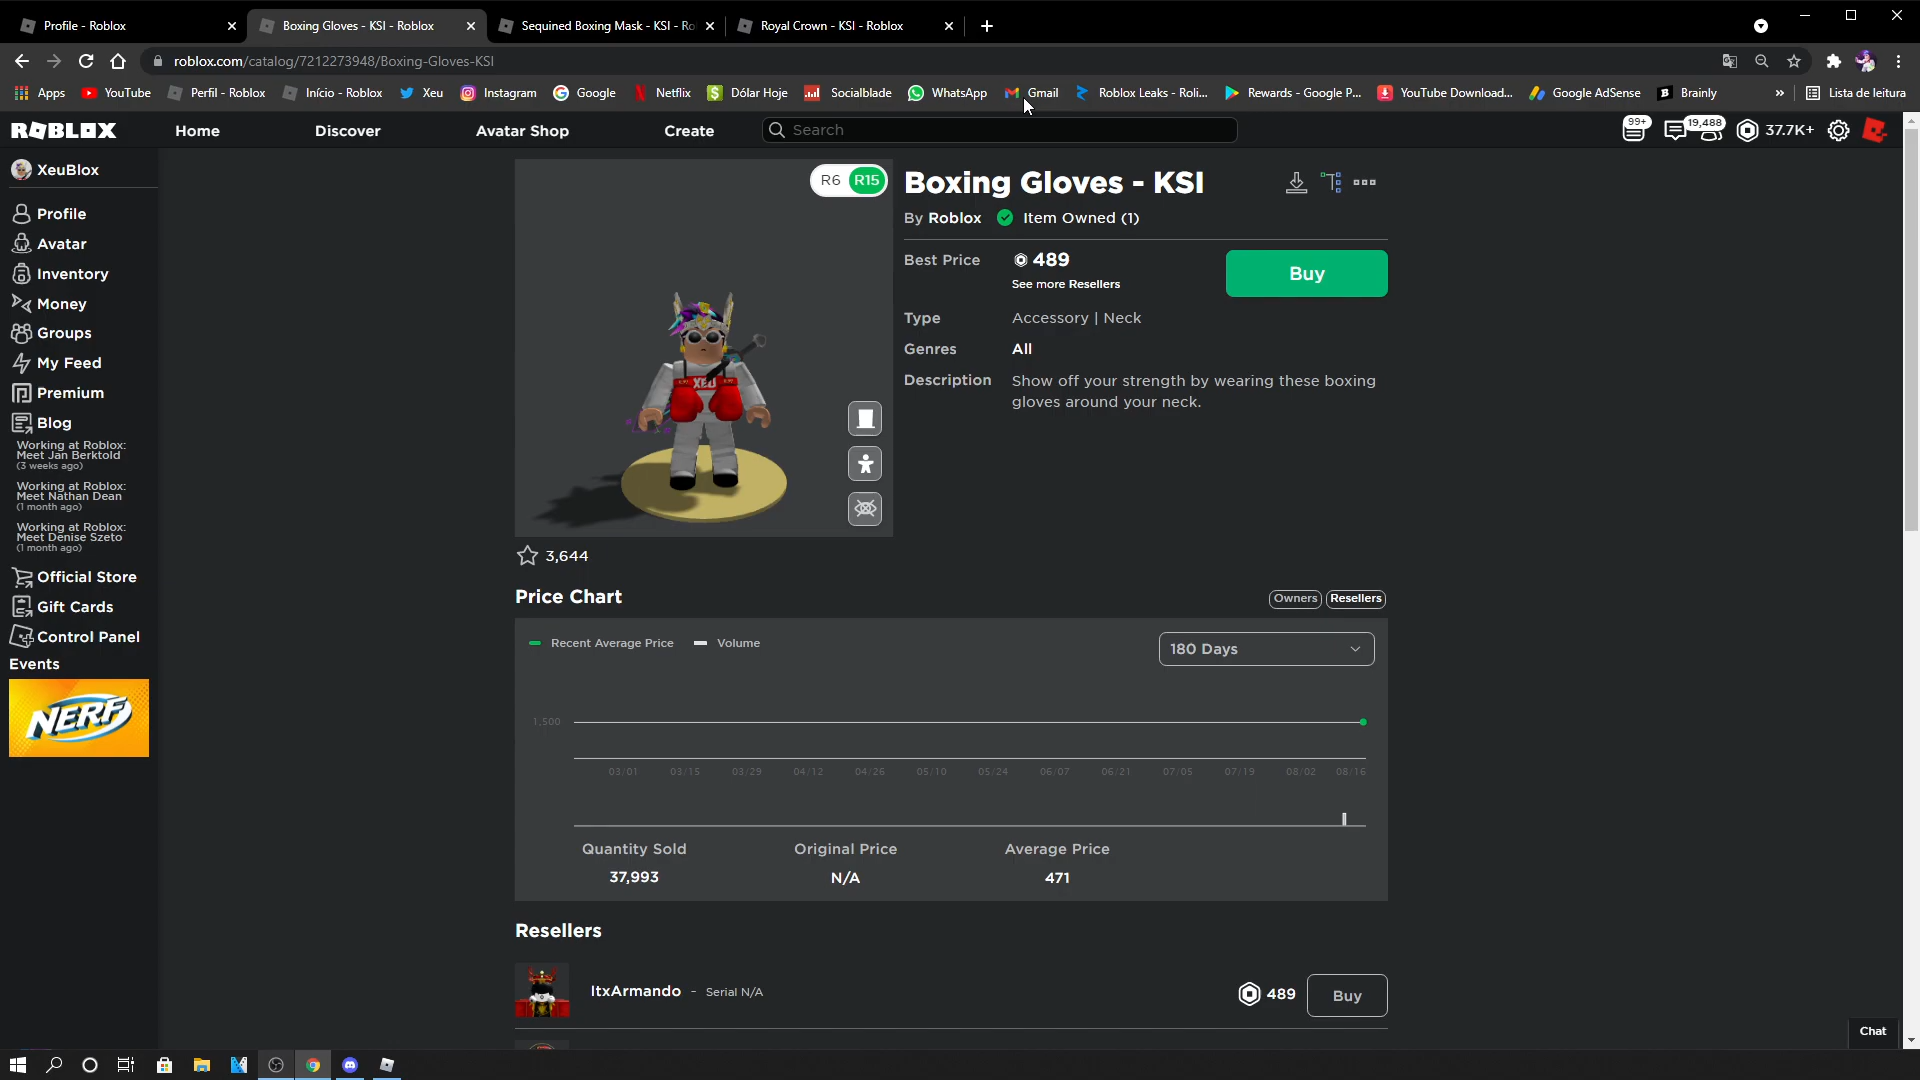 Profile - Roblox
Boxing Gloves - KSI - Roblox
Sequined Boxing Mask - KSI - Ro
Royal Crown - KSI - Roblox
roblox.com/catalog/7212273948/Boxing-Gloves-KSI
Apps
YouTube
Perfil - Roblox
Início - Roblox
Xeu
Instagram
Google
Netflix
Dólar Hoje
Socialblade
WhatsApp
Gmail
Roblox Leaks - Roli...
Rewards - Google P...
YouTube Download...
Google AdSense
Brainly
»
Lista de leitura
ROBLOX
Home
Discover
Avatar Shop
Create
Search
99+
19,488
37.7K+
XeuBlox
Profile
Avatar
Inventory
Money
Groups
My Feed
Premium
Blog
Working at Roblox:
Meet Jan Berktold
(3 weeks ago)
Working at Roblox:
Meet Nathan Dean
(1 month ago)
Working at Roblox:
Meet Denise Szeto
(1 month ago)
Official Store
Gift Cards
Control Panel
Events
NERF
R6 R15
XEU
3,644
Boxing Gloves - KSI
By Roblox Item Owned (1)
Best Price 489
See more Resellers
Buy
Type Accessory | Neck
Genres All
Description Show off your strength by wearing these boxing
gloves around your neck.
Price Chart
Owners
Resellers
Recent Average Price
Volume
180 Days
1,500
03/01 03/15 03/29 04/12 04/26 05/10 05/24 06/07 06/21 07/05 07/19 08/02 08/16
Quantity Sold Original Price Average Price
37,993 N/A 471
Resellers
ItxArmando - Serial N/A
489
Buy
Chat